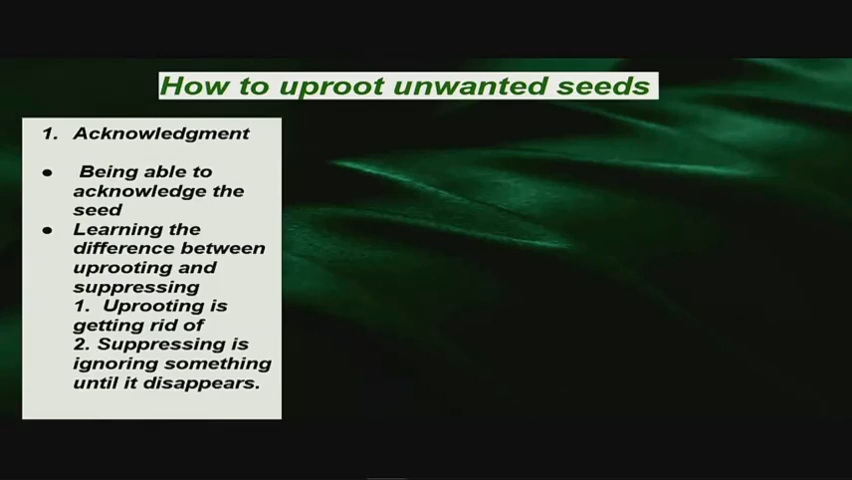 How to uproot unwanted seeds
1. Acknowledgment
● Being able to
acknowledge the
seed
● Learning the
difference between
uprooting and
suppressing
1. Uprooting is
getting rid of
2. Suppressing is
ignoring something
until it disappears.